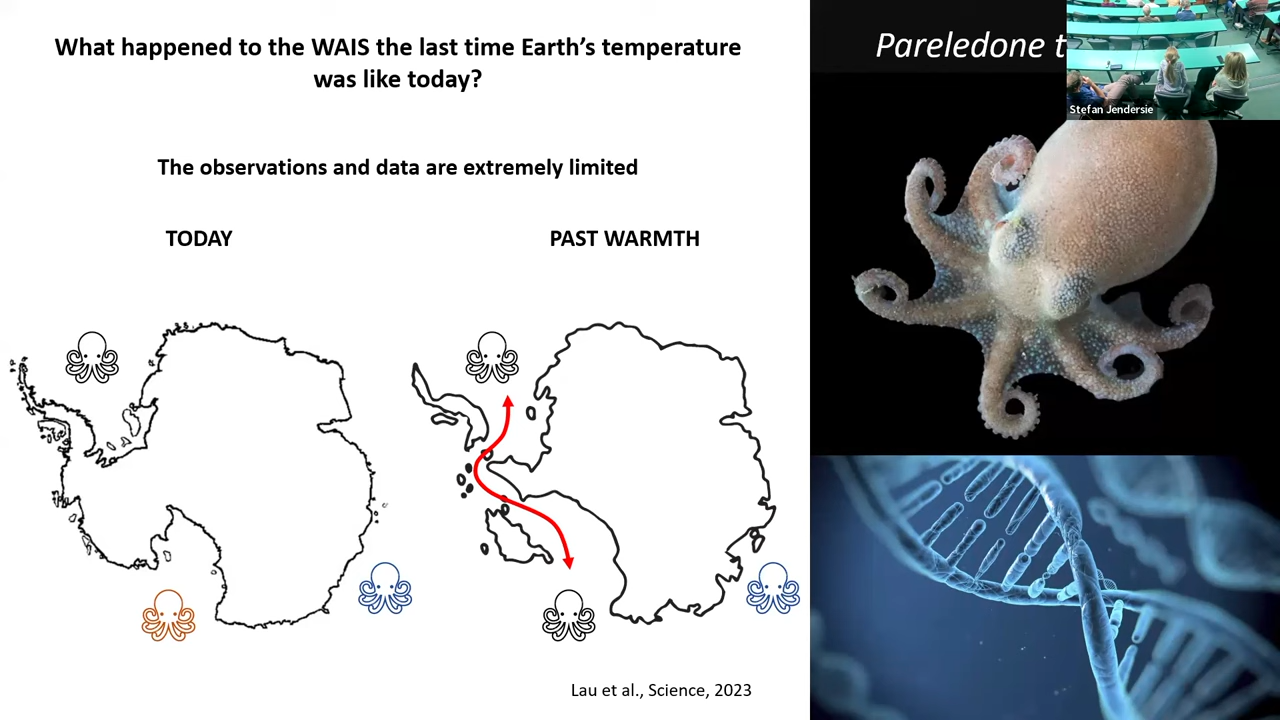 What happened to the WAIS the last time Earth’s temperature
was like today?
The observations and data are extremely limited
TODAY
PAST WARMTH
Lau et al., Science, 2023
Pareledone t
Stefan Jendersie